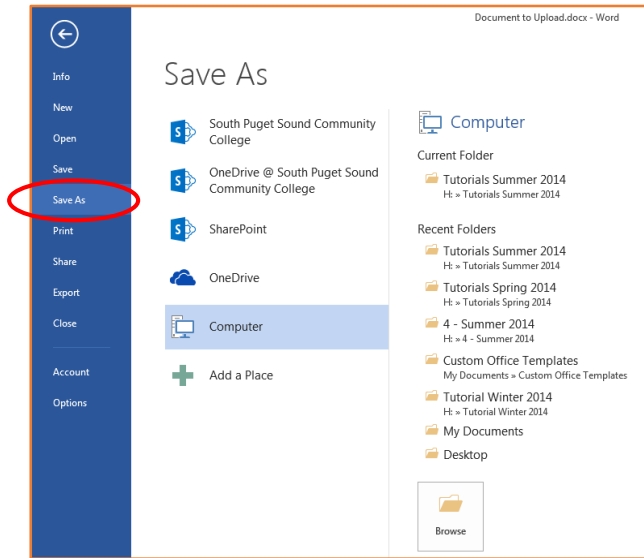 Document to Upload.docx - Word
Info
New
Open
Save
Save As
Print
Share
Export
Close
Account
Options
Save As
South Puget Sound Community
College
OneDrive @ South Puget Sound
Community College
SharePoint
OneDrive
Computer
Add a Place
Computer
Current Folder
Tutorials Summer 2014
H: » Tutorials Summer 2014
Recent Folders
Tutorials Summer 2014
H: » Tutorials Summer 2014
Tutorials Spring 2014
H: » Tutorials Spring 2014
4 - Summer 2014
H: » 4 - Summer 2014
Custom Office Templates
My Documents » Custom Office Templates
Tutorial Winter 2014
H: » Tutorial Winter 2014
My Documents
Desktop
Browse